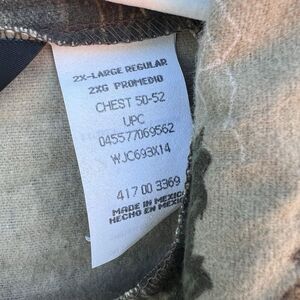 2X-LARGE REGULAR
2XG PROMEDIO
CHEST 50-52
UPC
045577069562
WJC693X14
417 00 3369
MADE IN MEXICO
HECHO EN MEXICO